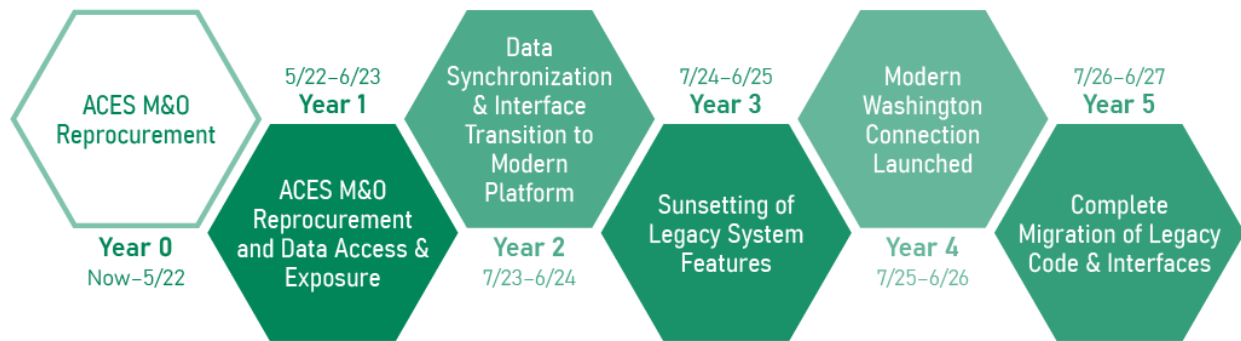 ACES M&O
Reprocurement
Year 0
Now–5/22
5/22–6/23
Year 1
ACES M&O
Reprocurement
and Data Access &
Exposure
Data
Synchronization
& Interface
Transition to
Modern
Platform
Year 2
7/23–6/24
7/24–6/25
Year 3
Sunsetting of
Legacy System
Features
Modern
Washington
Connection
Launched
Year 4
7/25–6/26
7/26–6/27
Year 5
Complete
Migration of Legacy
Code & Interfaces